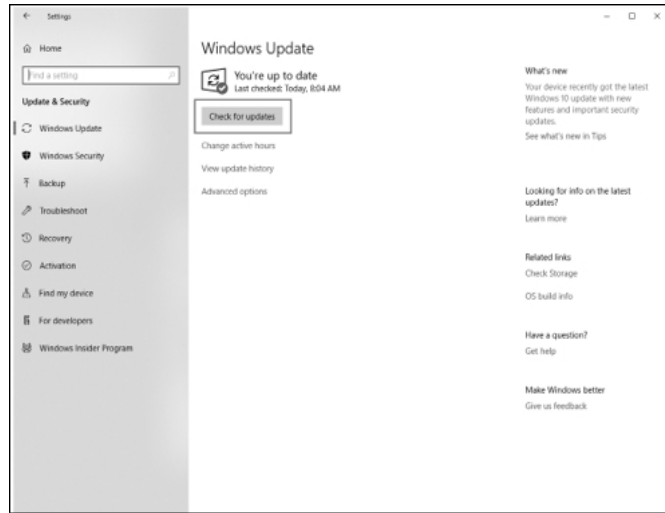 Settings
Home
Find a setting
Update & Security
Windows Update
Windows Security
Backup
Troubleshoot
Recovery
Activation
Find my device
For developers
Windows Insider Program
Windows Update
You're up to date
Last checked: Today, 8:04 AM
Check for updates
Change active hours
View update history
Advanced options
What's new
Your device recently got the latest
Windows 10 update with new
features and important security
updates.
See what's new in Tips
Looking for info on the latest
updates?
Learn more
Related links
Check Storage
OS build info
Have a question?
Get help
Make Windows better
Give us feedback